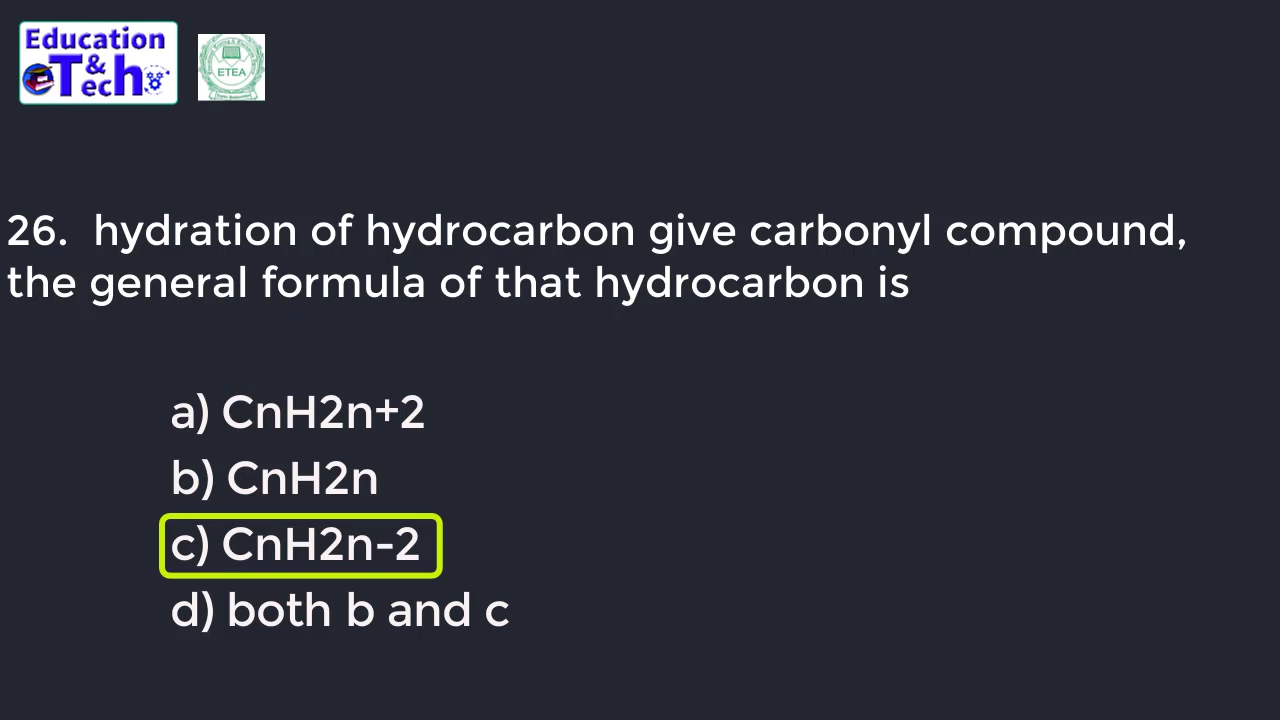 Education
&
Tech
ETEA
26. hydration of hydrocarbon give carbonyl compound,
the general formula of that hydrocarbon is
a) CnH2n+2
b) CnH2n
c) CnH2n-2
d) both b and c